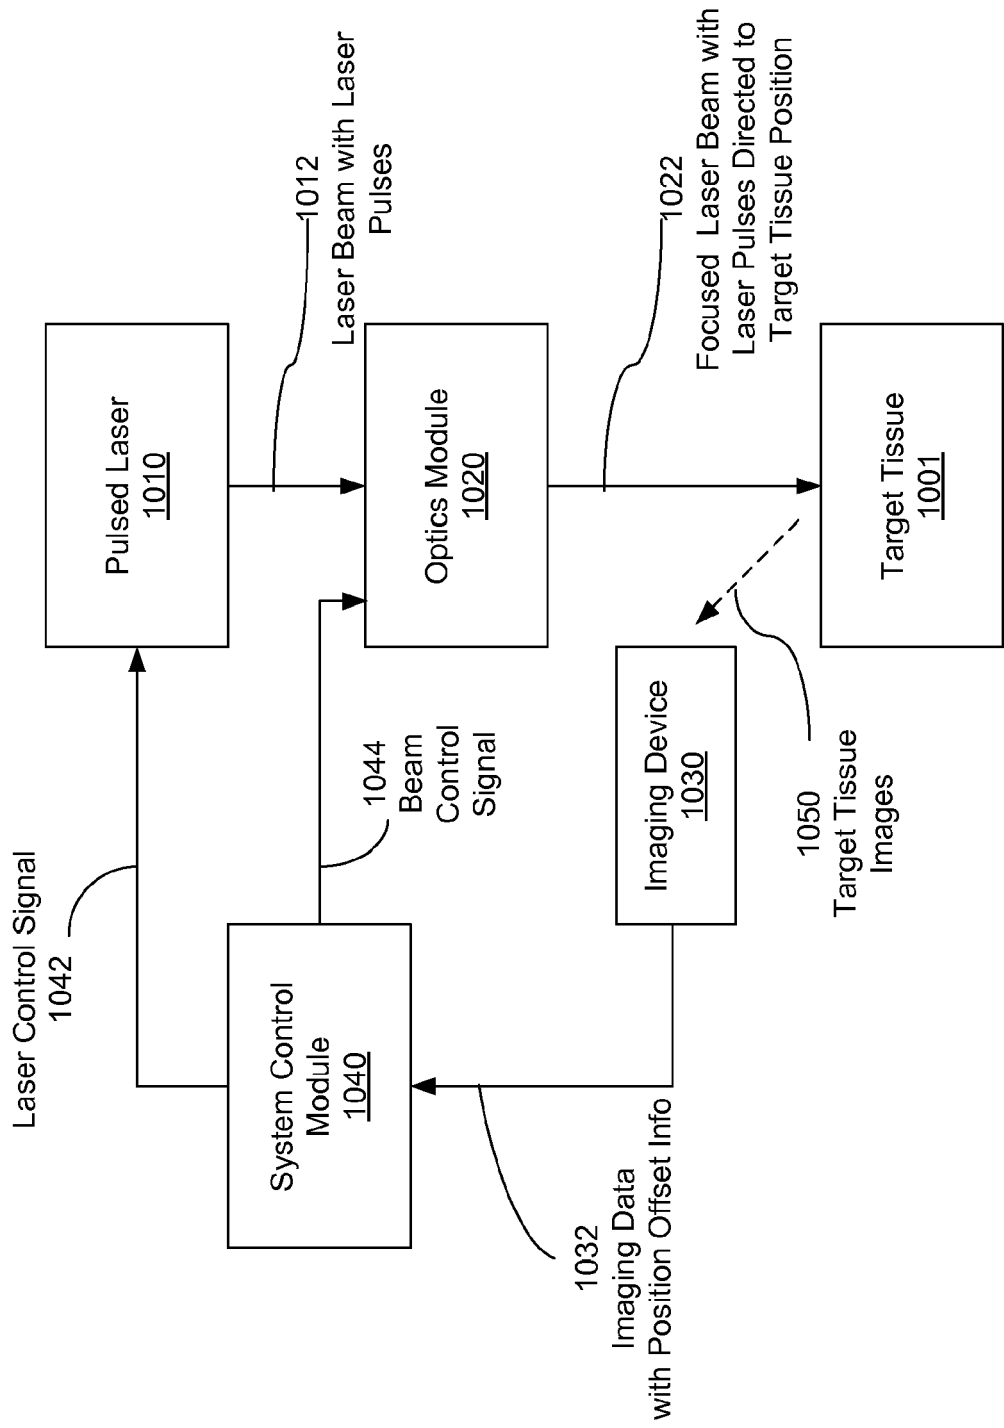 Laser Control Signal
1042
Pulsed Laser
1010
1012
Laser Beam with Laser
Pulses
System Control
Module
1040
1044
Beam
Control
Signal
Optics Module
1020
1022
Focused Laser Beam with
Laser Pulses Directed to
Target Tissue Position
1032
Imaging Data
with Position Offset Info
Imaging Device
1030
1050
Target Tissue
Images
Target Tissue
1001